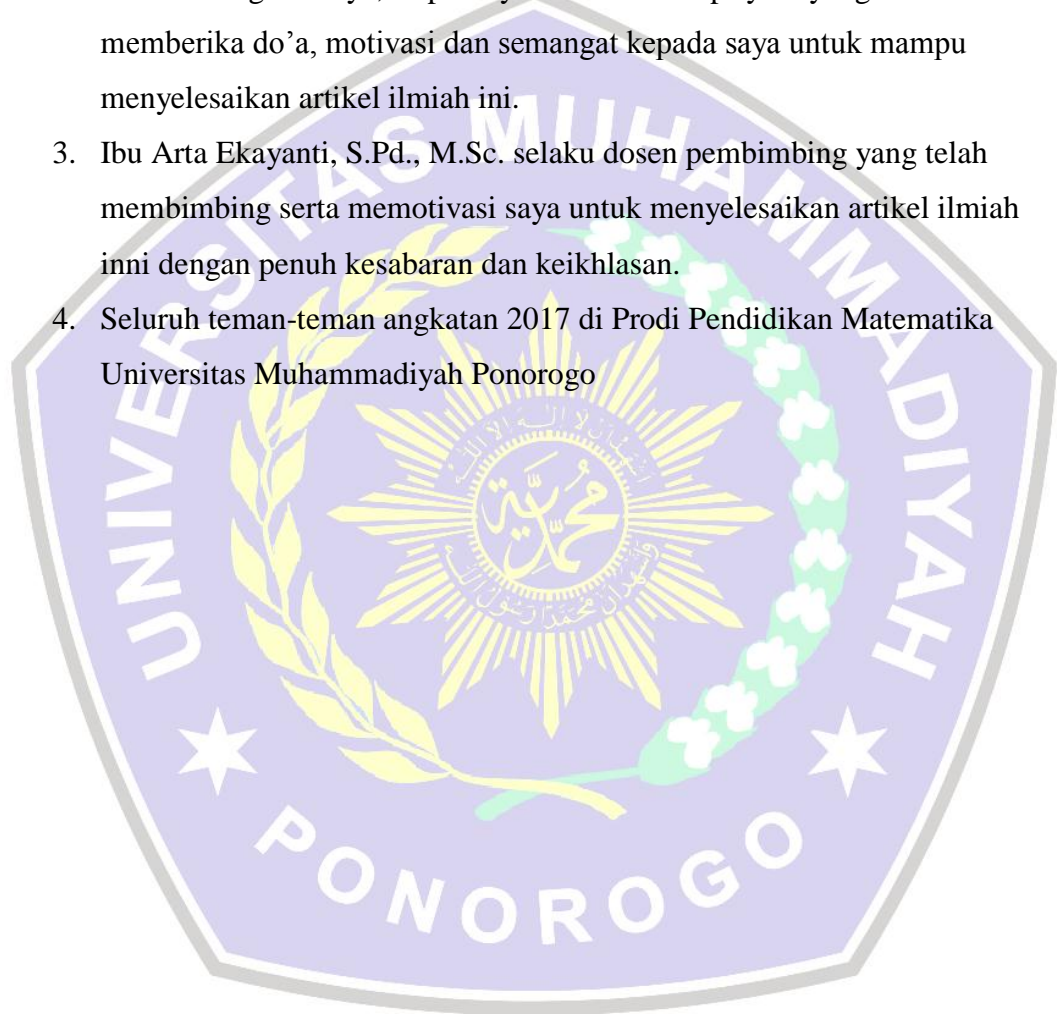 memberika do’a, motivasi dan semangat kepada saya untuk mampu
menyelesaikan artikel ilmiah ini.
3. Ibu Arta Ekayanti, S.Pd., M.Sc. selaku dosen pembimbing yang telah
membimbing serta memotivasi saya untuk menyelesaikan artikel ilmiah
inni dengan penuh kesabaran dan keikhlasan.
4. Seluruh teman-teman angkatan 2017 di Prodi Pendidikan Matematika
Universitas Muhammadiyah Ponorogo
UNIVERSITAS MUHAMMADIYAH
PONOROGO
محمدية